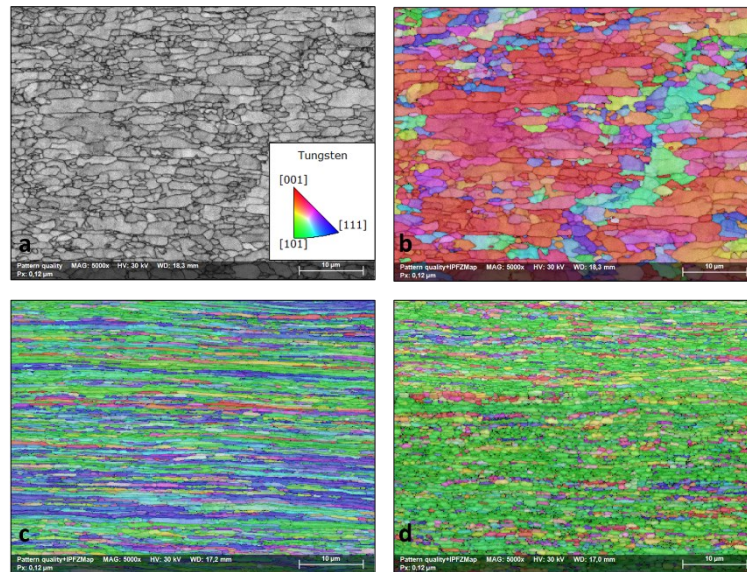 Tungsten
[001]
[111]
[101]
a
Pattern quality MAG: 5000x HV: 30 kV WD: 18,3 mm
Px: 0,12 µm
10 µm
b
Pattern quality+IPFZMap MAG: 5000x HV: 30 kV WD: 18,3 mm
Px: 0,12 µm
10 µm
c
Pattern quality+IPFZMap MAG: 5000x HV: 30 kV WD: 17,2 mm
Px: 0,12 µm
10 µm
d
Pattern quality+IPFZMap MAG: 5000x HV: 30 kV WD: 17,0 mm
Px: 0,12 µm
10 µm